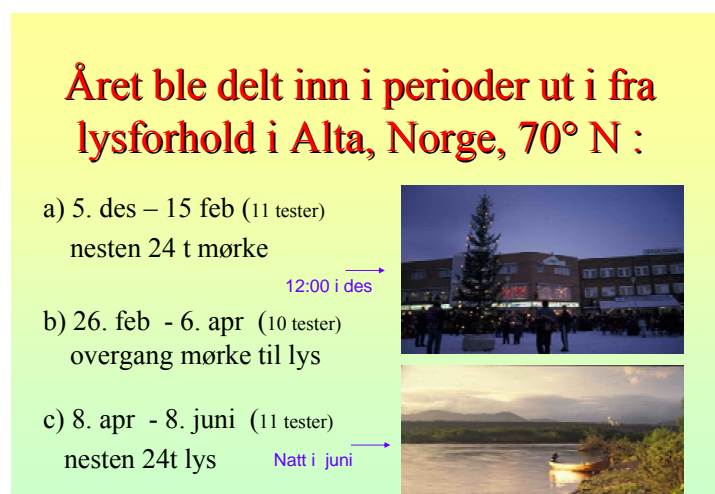 Året ble delt inn i perioder ut i fra
lysforhold i Alta, Norge, 70° N :
a) 5. des – 15 feb (11 tester)
nesten 24 t mørke
12:00 i des
b) 26. feb - 6. apr (10 tester)
overgang mørke til lys
c) 8. apr - 8. juni (11 tester)
nesten 24t lys
Natt i juni